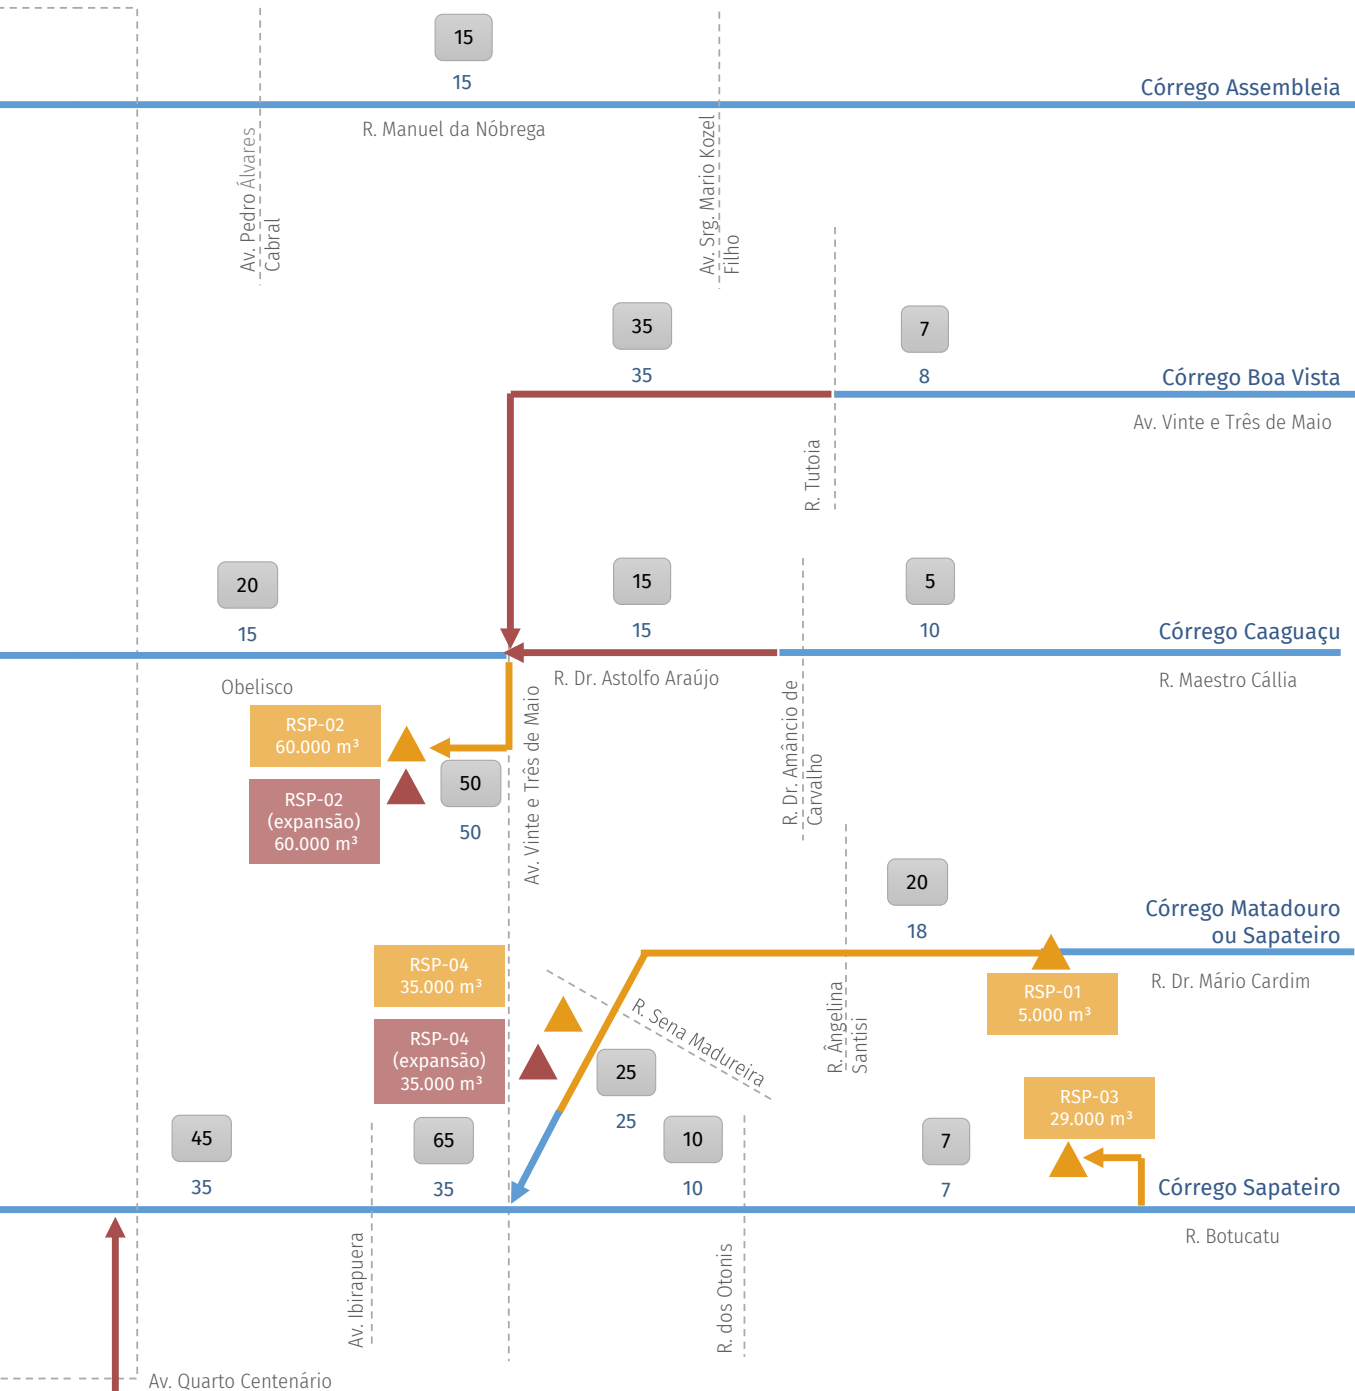 15
15
Córrego Assembleia
R. Manuel da Nóbrega
Av. Pedro Álvares
Cabral
Av. Srg. Mario Kozel
Filho
35
35
7
8
Córrego Boa Vista
Av. Vinte e Três de Maio
R. Tutoia
20
15
15
15
5
10
Córrego Caaguaçu
Obelisco
R. Dr. Astolfo Araújo
R. Maestro Cállia
RSP-02
60.000 m³
RSP-02
(expansão)
60.000 m³
50
50
Av. Vinte e Três de Maio
R. Dr. Amâncio de
Carvalho
20
18
Córrego Matadouro
ou Sapateiro
R. Dr. Mário Cardim
RSP-04
35.000 m³
RSP-04
(expansão)
35.000 m³
R. Sena Madureira
R. Ângelina
Santisi
RSP-01
5.000 m³
25
25
RSP-03
29.000 m³
45
35
65
35
10
10
7
7
Córrego Sapateiro
R. Botucatu
Av. Ibirapuera
R. dos Otonis
Av. Quarto Centenário